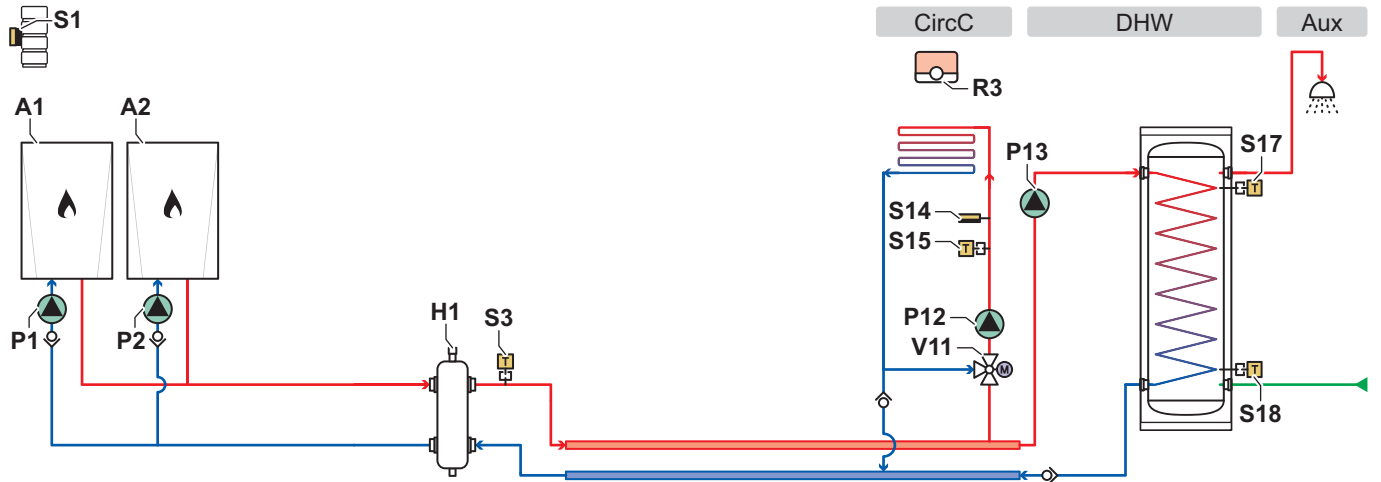 S1
CircC DHW Aux
R3
A1 A2
P13 S17
S14
S15
P1 P2 H1 S3 P12
V11
M
T
T
T
T
S18